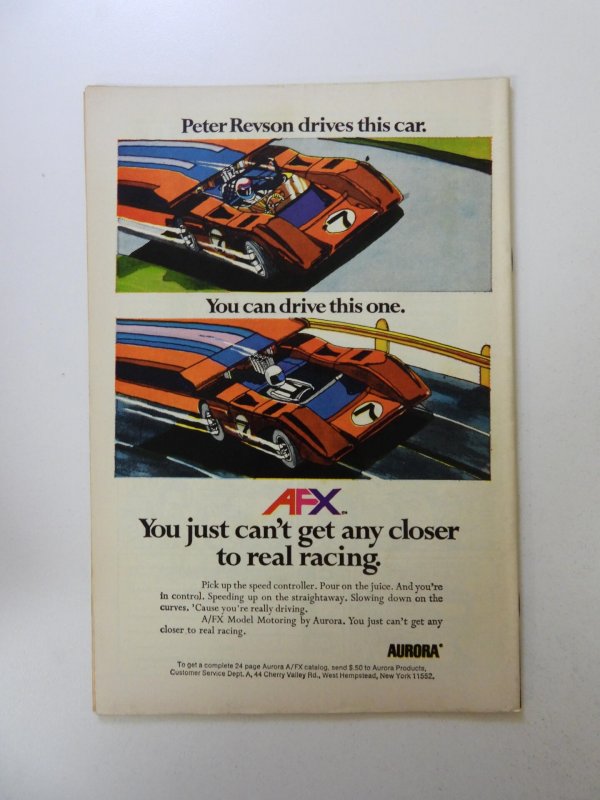 Peter Revson drives this car.
7
7
You can drive this one.
7
7
AFX
You just can't get any closer
to real racing.
Pick up the speed controller. Pour on the juice. And you're
in control. Speeding up on the straightaway. Slowing down on the
curves. 'Cause you're really driving.
A/FX Model Motoring by Aurora. You just can't get any
closer to real racing.
AURORA®
To get a complete 24 page Aurora A/FX catalog, send $.50 to Aurora Products,
Customer Service Dept. A, 44 Cherry Valley Rd., West Hempstead, New York 11552.